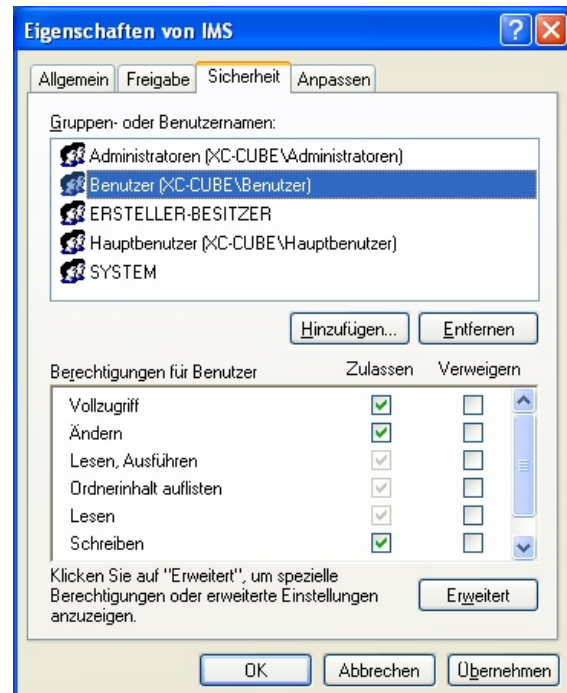 Eigenschaften von IMS
Allgemein Freigabe Sicherheit Anpassen
Gruppen- oder Benutzernamen:
Administratoren (XC-CUBE\Administratoren)
Benutzer (XC-CUBE\Benutzer)
ERSTELLER-BESITZER
Hauptbenutzer (XC-CUBE\Hauptbenutzer)
SYSTEM
Hinzufügen... Entfernen
Berechtigungen für Benutzer Zulassen Verweigern
Vollzugriff
Ändern
Lesen, Ausführen
Ordnerinhalt auflisten
Lesen
Schreiben
Klicken Sie auf "Erweitert", um spezielle
Berechtigungen oder erweiterte Einstellungen
anzuzeigen.
Erweitert
OK Abbrechen Übernehmen